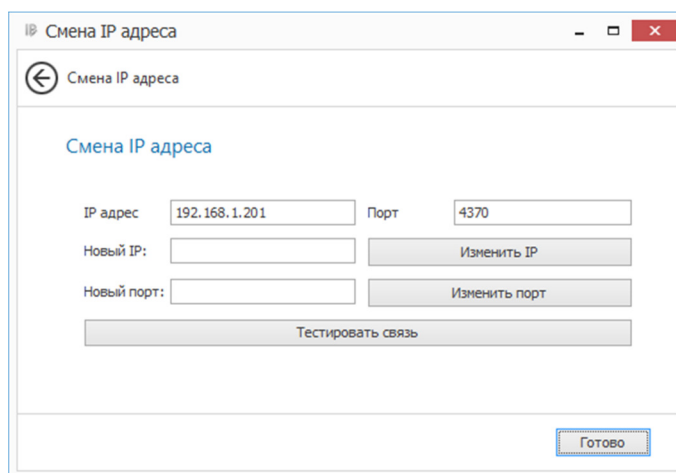 Смена IP адреса
Смена IP адреса
Смена IP адреса
IP адрес 192.168.1.201 Порт 4370
Новый IP: Изменить IP
Новый порт: Изменить порт
Тестировать связь
Готово